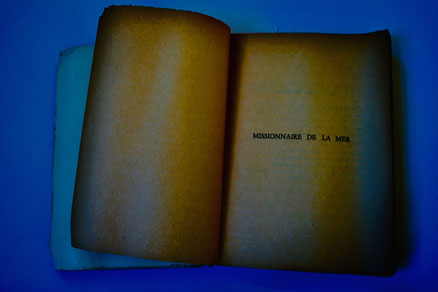 MISSIONNAIRE DE LA MER